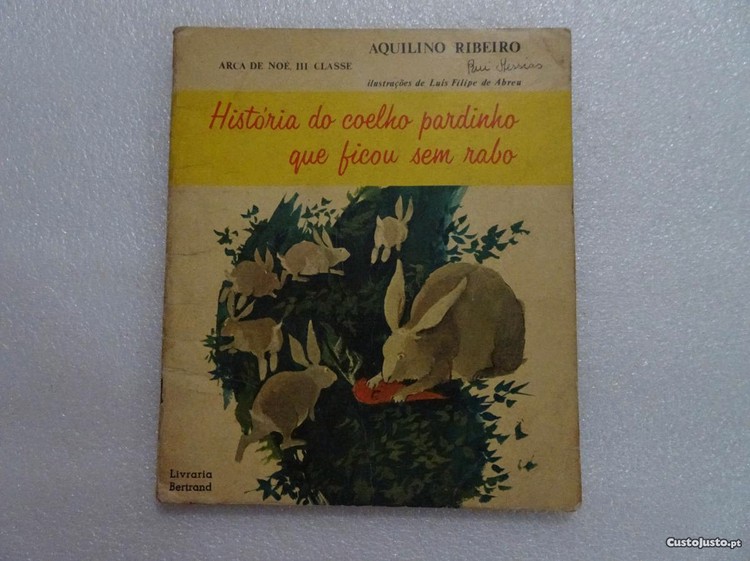 AQUILINO RIBEIRO
ARCA DE NOÉ, III CLASSE
ilustrações de Luís Filipe de Abreu
História do coelho pardinho
que ficou sem rabo
Livraria
Bertrand
CustoJusto.pt